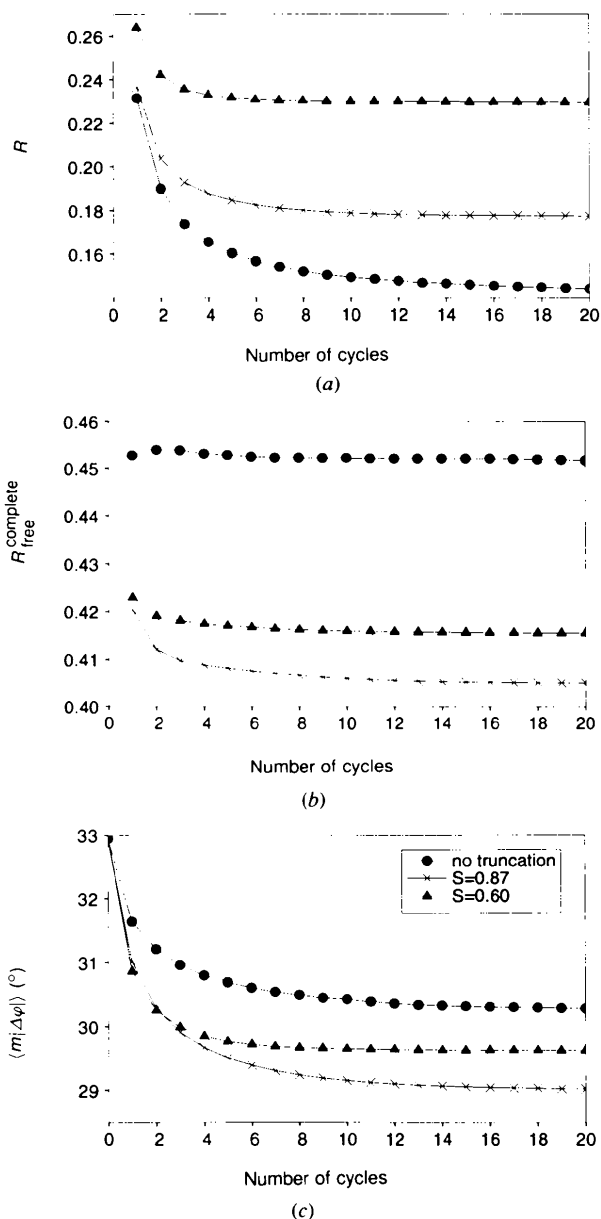 0.26
0.24
0.22
0.20
0.18
0.16
R
0 2 4 6 8 10 12 14 16 18 20
Number of cycles
(a)
0.46
0.45
0.44
0.43
0.42
0.41
0.40
R complete free
0 2 4 6 8 10 12 14 16 18 20
Number of cycles
(b)
33
32
31
30
29
⟨m|Δφ|⟩ (°)
no truncation
S=0.87
S=0.60
0 2 4 6 8 10 12 14 16 18 20
Number of cycles
(c)